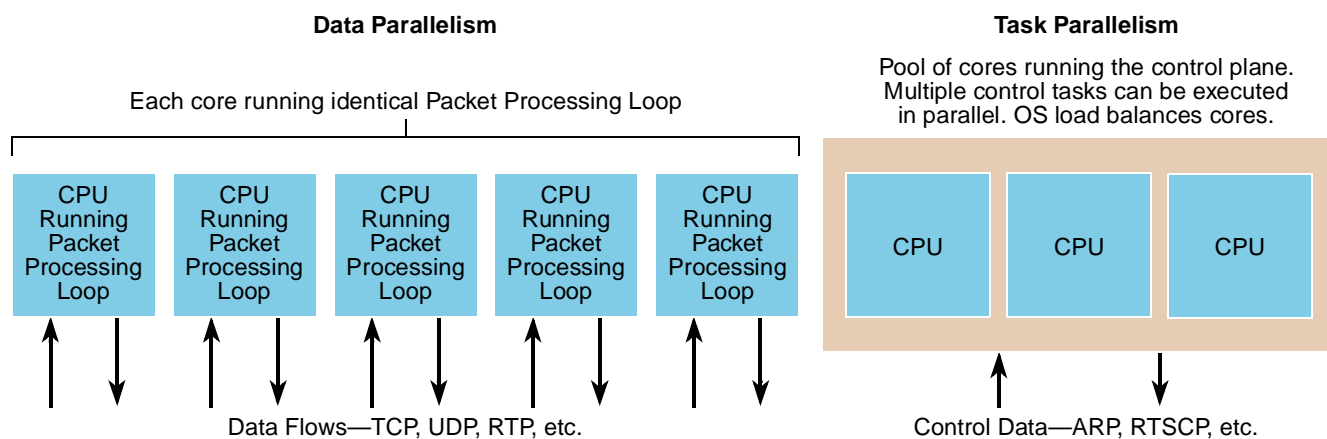 Data Parallelism
Each core running identical Packet Processing Loop
CPU
Running
Packet
Processing
Loop
CPU
Running
Packet
Processing
Loop
CPU
Running
Packet
Processing
Loop
CPU
Running
Packet
Processing
Loop
CPU
Running
Packet
Processing
Loop
Data Flows—TCP, UDP, RTP, etc.
Task Parallelism
Pool of cores running the control plane.
Multiple control tasks can be executed
in parallel. OS load balances cores.
CPU
CPU
CPU
Control Data—ARP, RTSCP, etc.